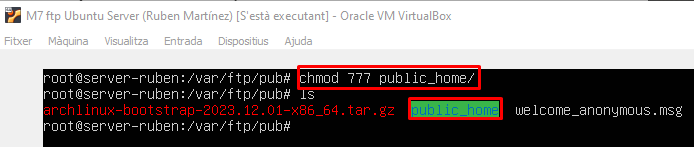 M7 ftp Ubuntu Server (Ruben Martínez) [S'està executant] - Oracle VM VirtualBox
Fitxer Màquina Visualitza Entrada Dispositius Ajuda
root@server-ruben:/var/ftp/pub# chmod 777 public_home/
root@server-ruben:/var/ftp/pub# ls
archlinux-bootstrap-2023.12.01-x86_64.tar.gz public_home welcome_anonymous.msg
root@server-ruben:/var/ftp/pub#